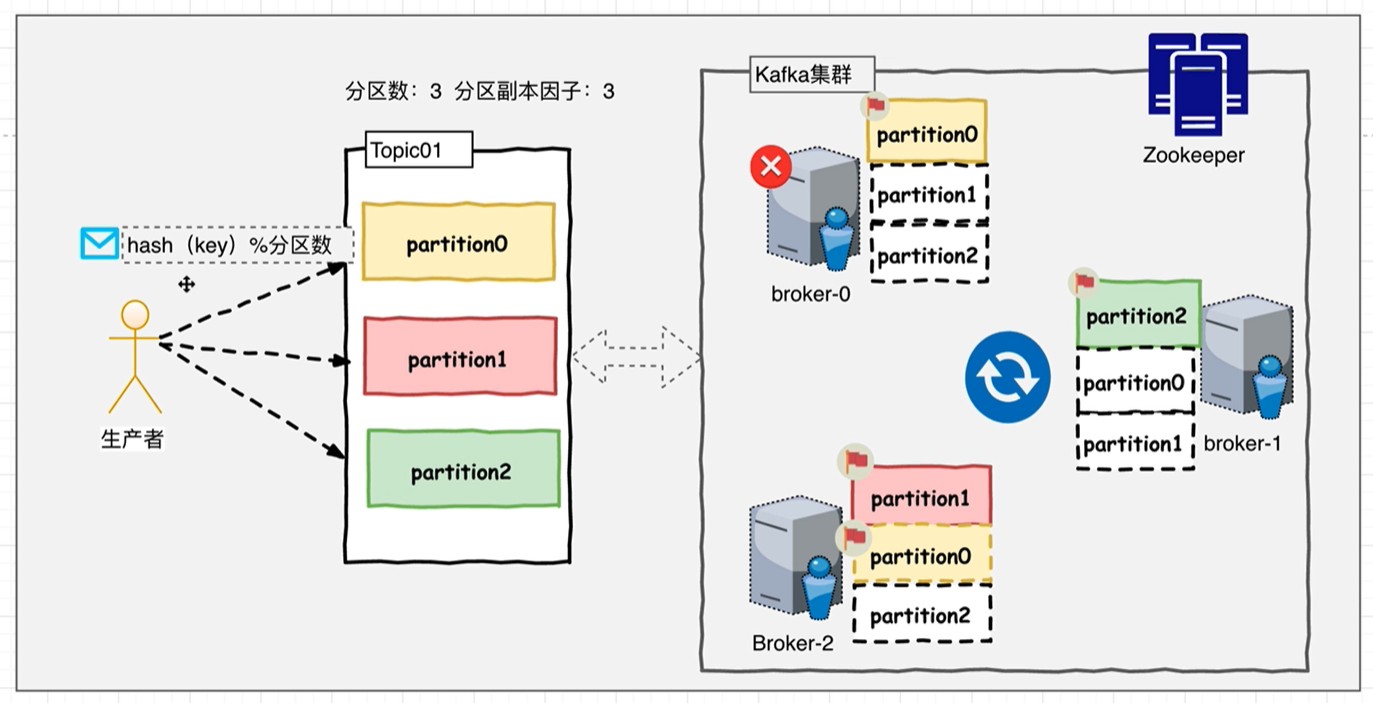 分区数：3 分区副本因子：3
Topic01
partition0
hash（key）%分区数
partition1
partition2
生产者
Kafka集群
Zookeeper
partition0
partition1
partition2
broker-0
partition2
partition0
partition1
broker-1
partition1
partition0
partition2
Broker-2